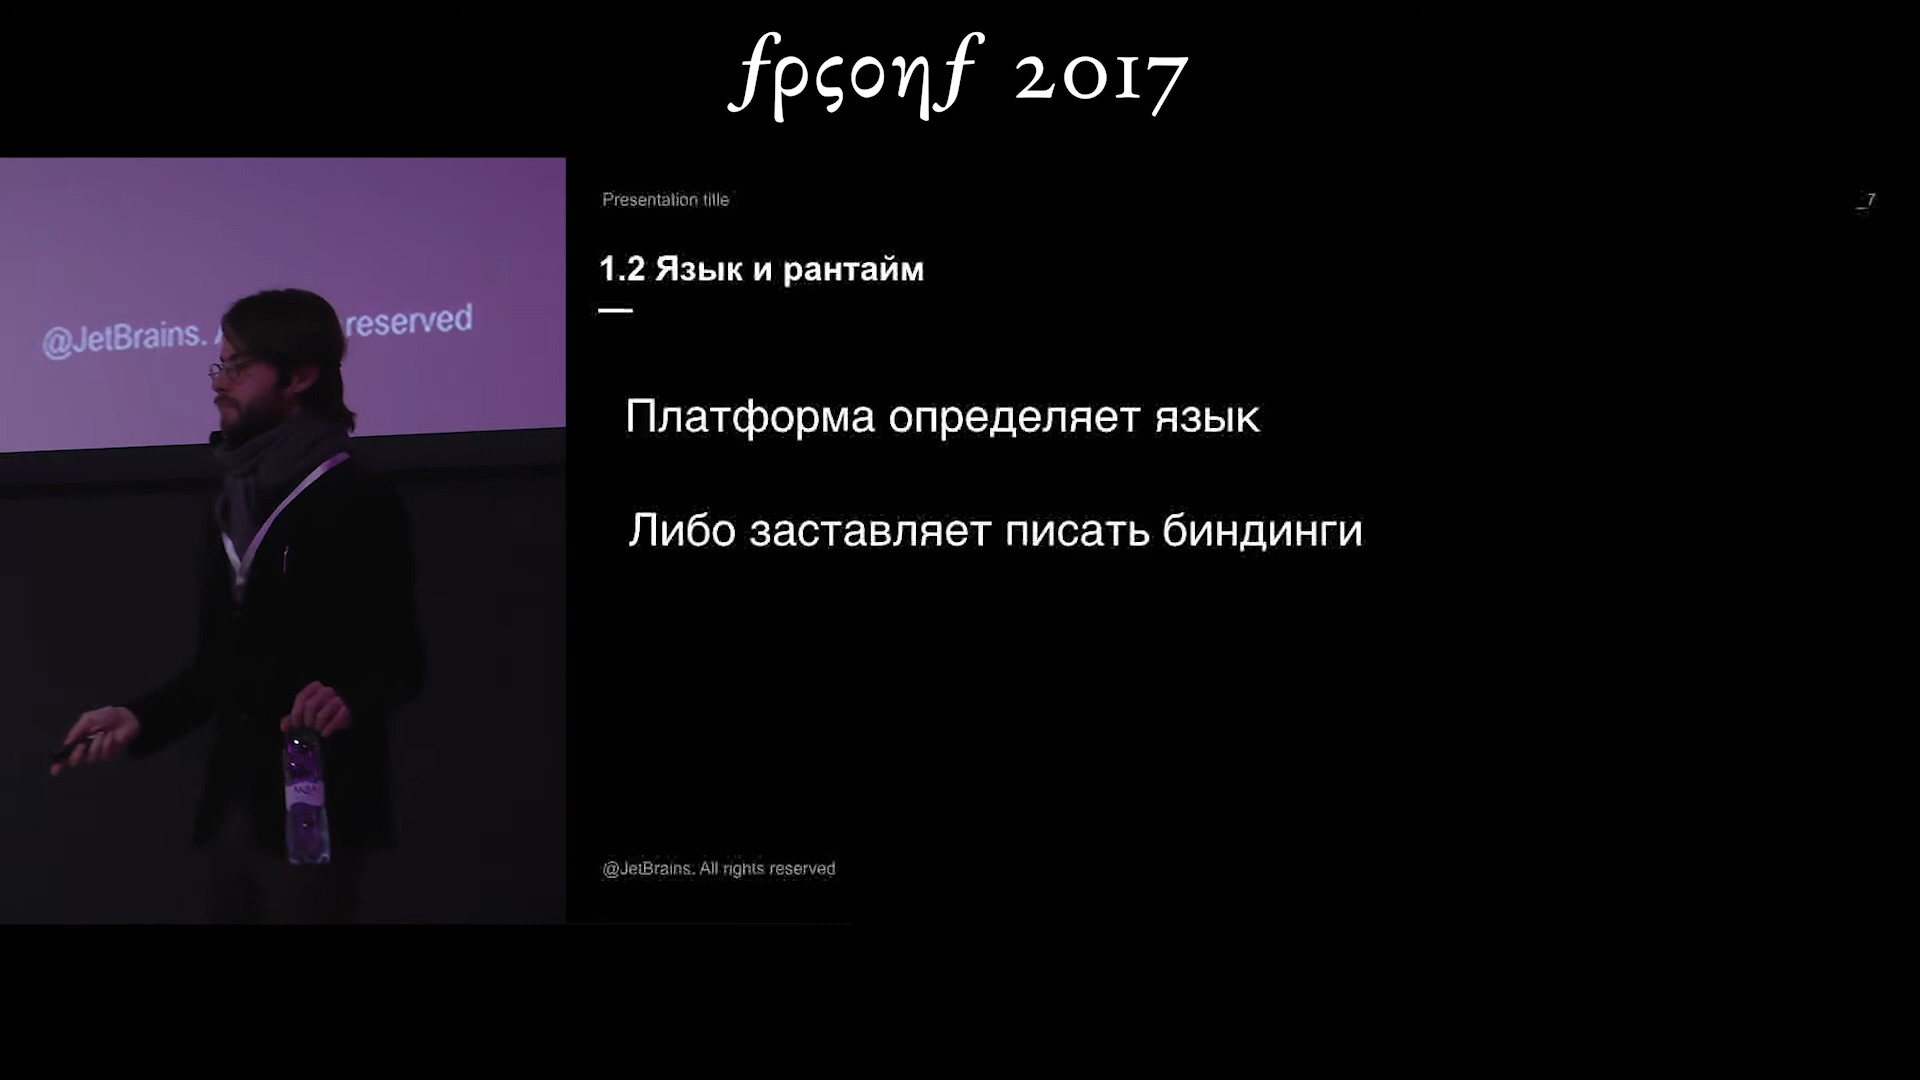 fρςοηf 2017
Presentation title
_7
1.2 Язык и рантайм
@JetBrains. A reserved
Платформа определяет язык
Либо заставляет писать биндинги
@JetBrains. All rights reserved